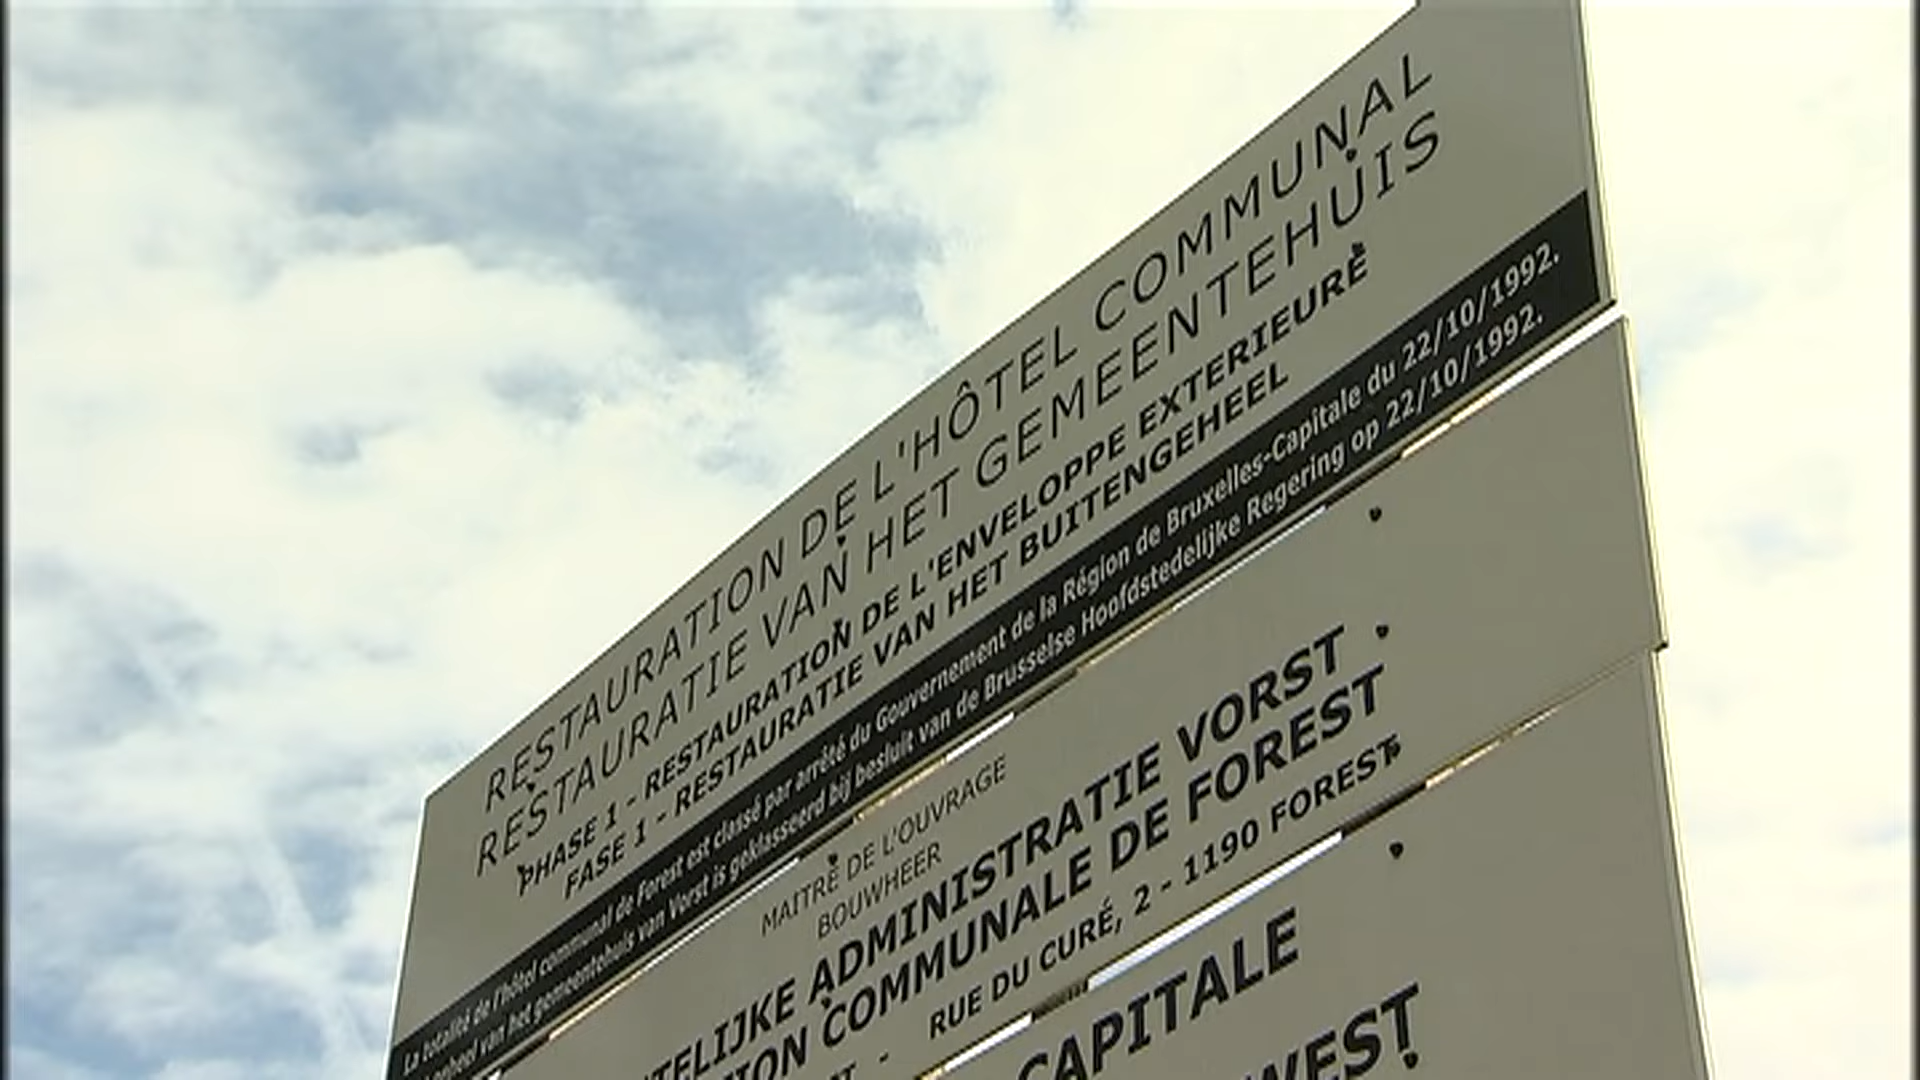 RESTAURATION DE L'HÔTEL COMMUNAL
RESTAURATIE VAN HET GEMEENTEHUIS
PHASE 1 - RESTAURATION DE L'ENVELOPPE EXTERIEURE
FASE 1 - RESTAURATIE VAN HET BUITENGEHEEL
La totalité de l'hôtel communal de Forest est classé par arrêté du Gouvernement de la Région de Bruxelles-Capitale du 22/10/1992.
van het gemeentehuis van Vorst is geklasseerd bij besluit van de Brusselse Hoofdstedelijke Regering op 22/10/1992.
MAITRE DE L'OUVRAGE
BOUWHEER
TELIJKE ADMINISTRATIE VORST
ION COMMUNALE DE FOREST
- RUE DU CURÉ, 2 - 1190 FOREST
CAPITALE
WEST